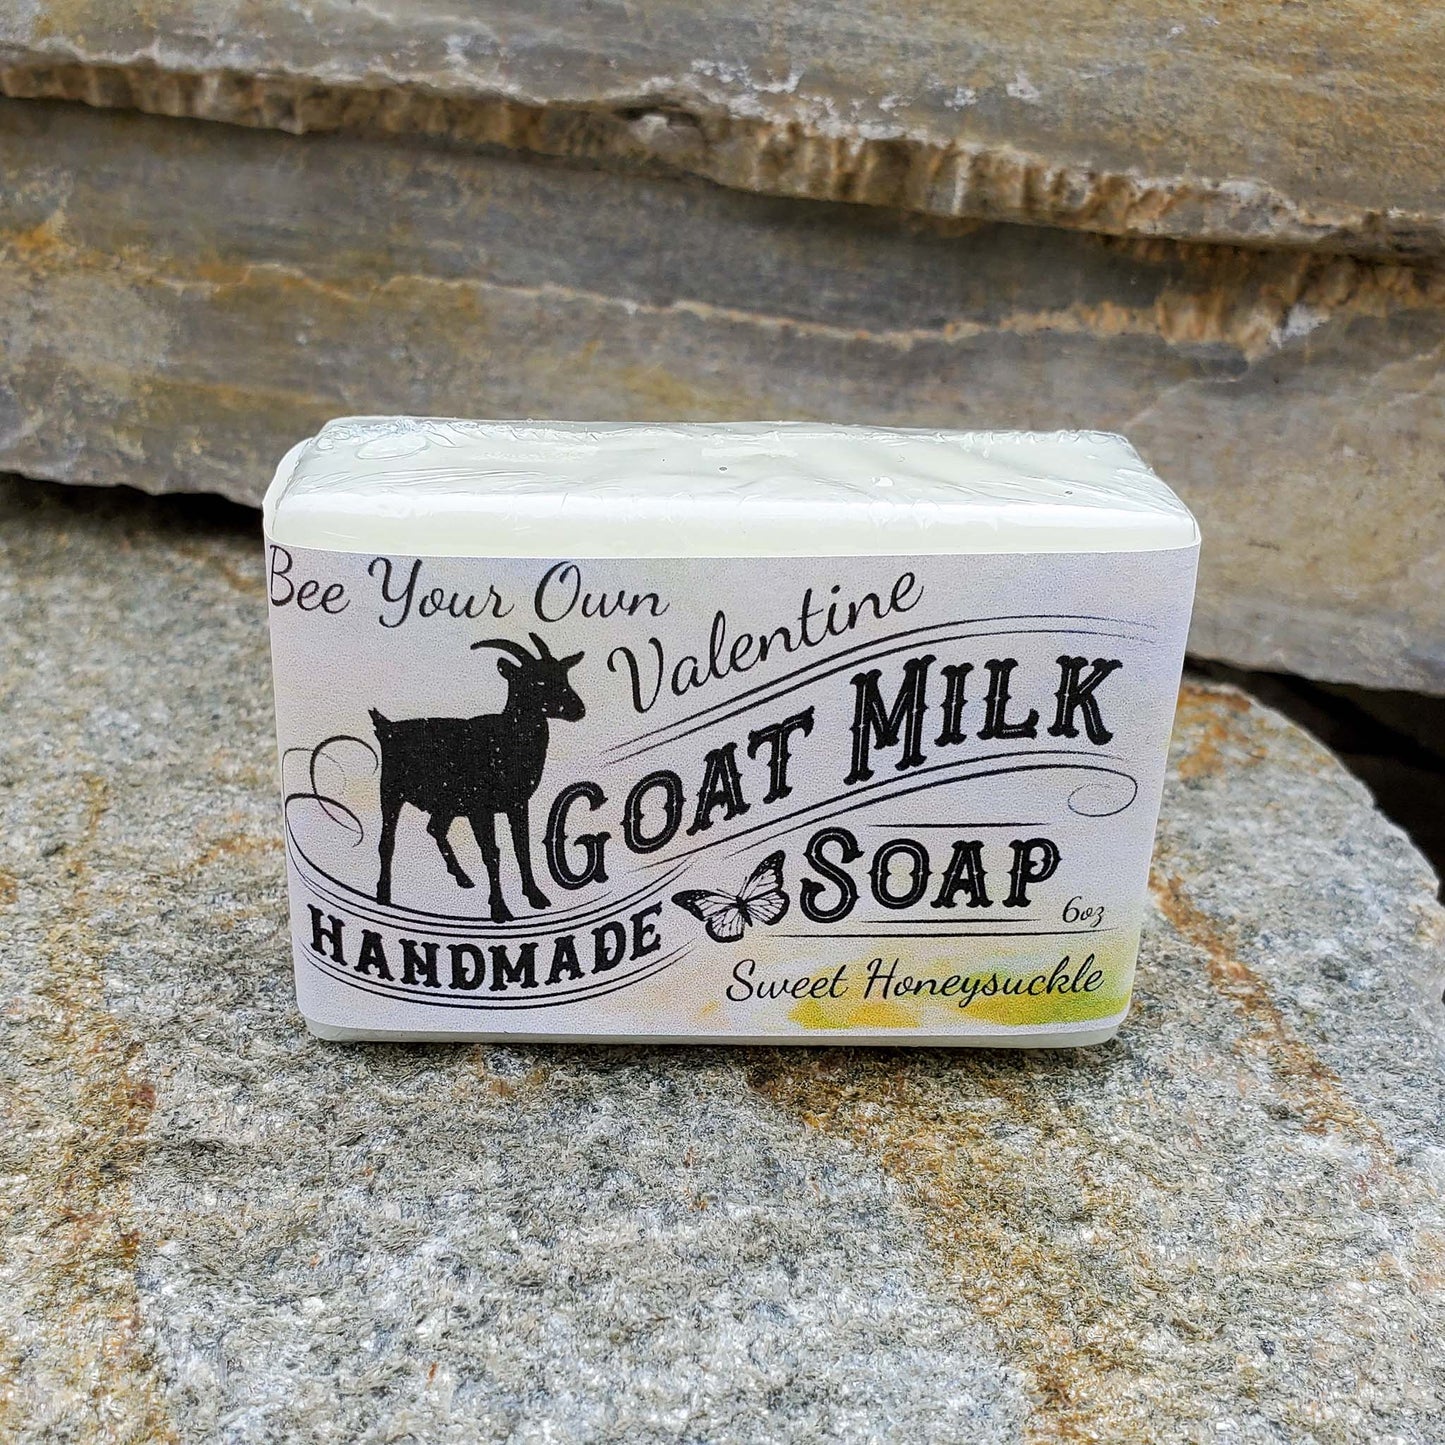 Bee Your Own
Valentine
GOAT MILK
HANDMADE SOAP
6oz
Sweet Honeysuckle